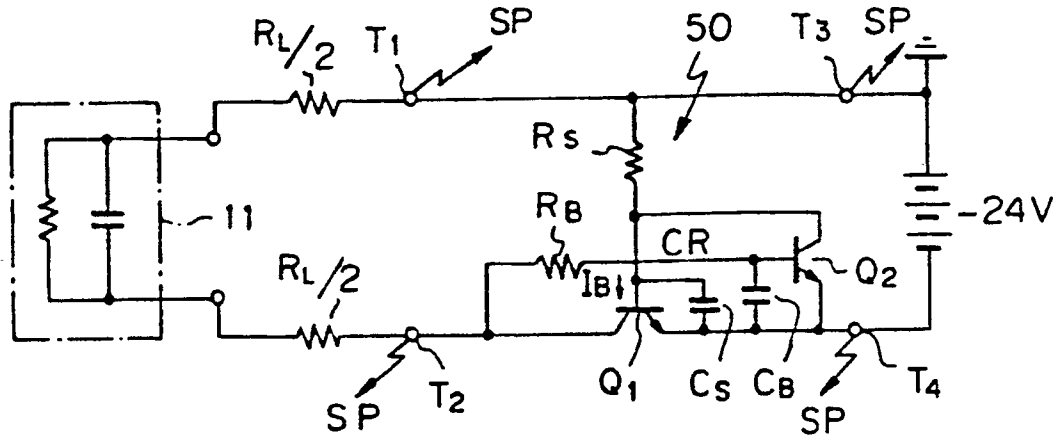 RL/2
T1
SP
50
T3
SP
RS
-24V
RB
CR
11
IB
Q2
RL/2
Q1
CS
CB
T2
T4
SP
SP